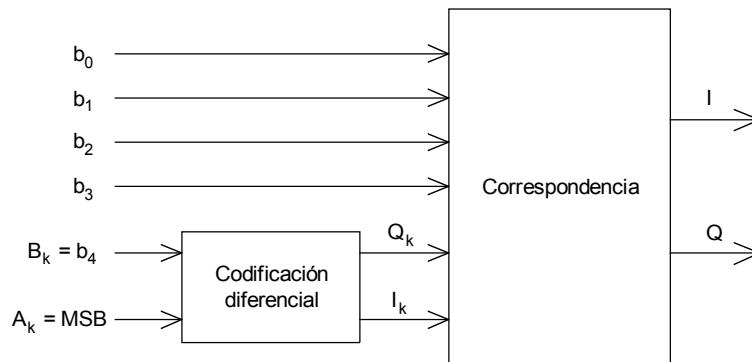 b0
b1
b2
b3
Bk = b4
Ak = MSB
Codificación
diferencial
Qk
Ik
Correspondencia
I
Q